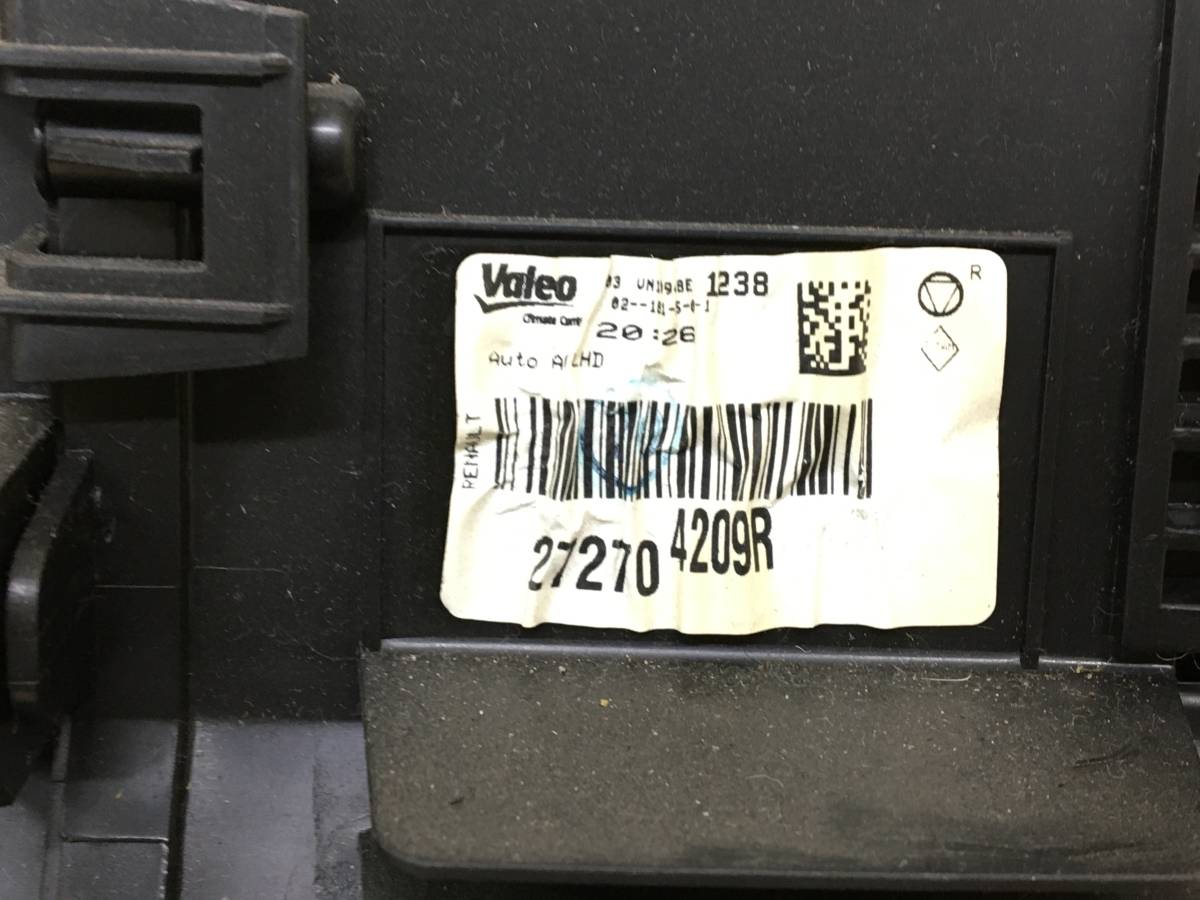 Valeo
1238
20:26
Auto A/LHD
RENAULT
27270 4209R
R